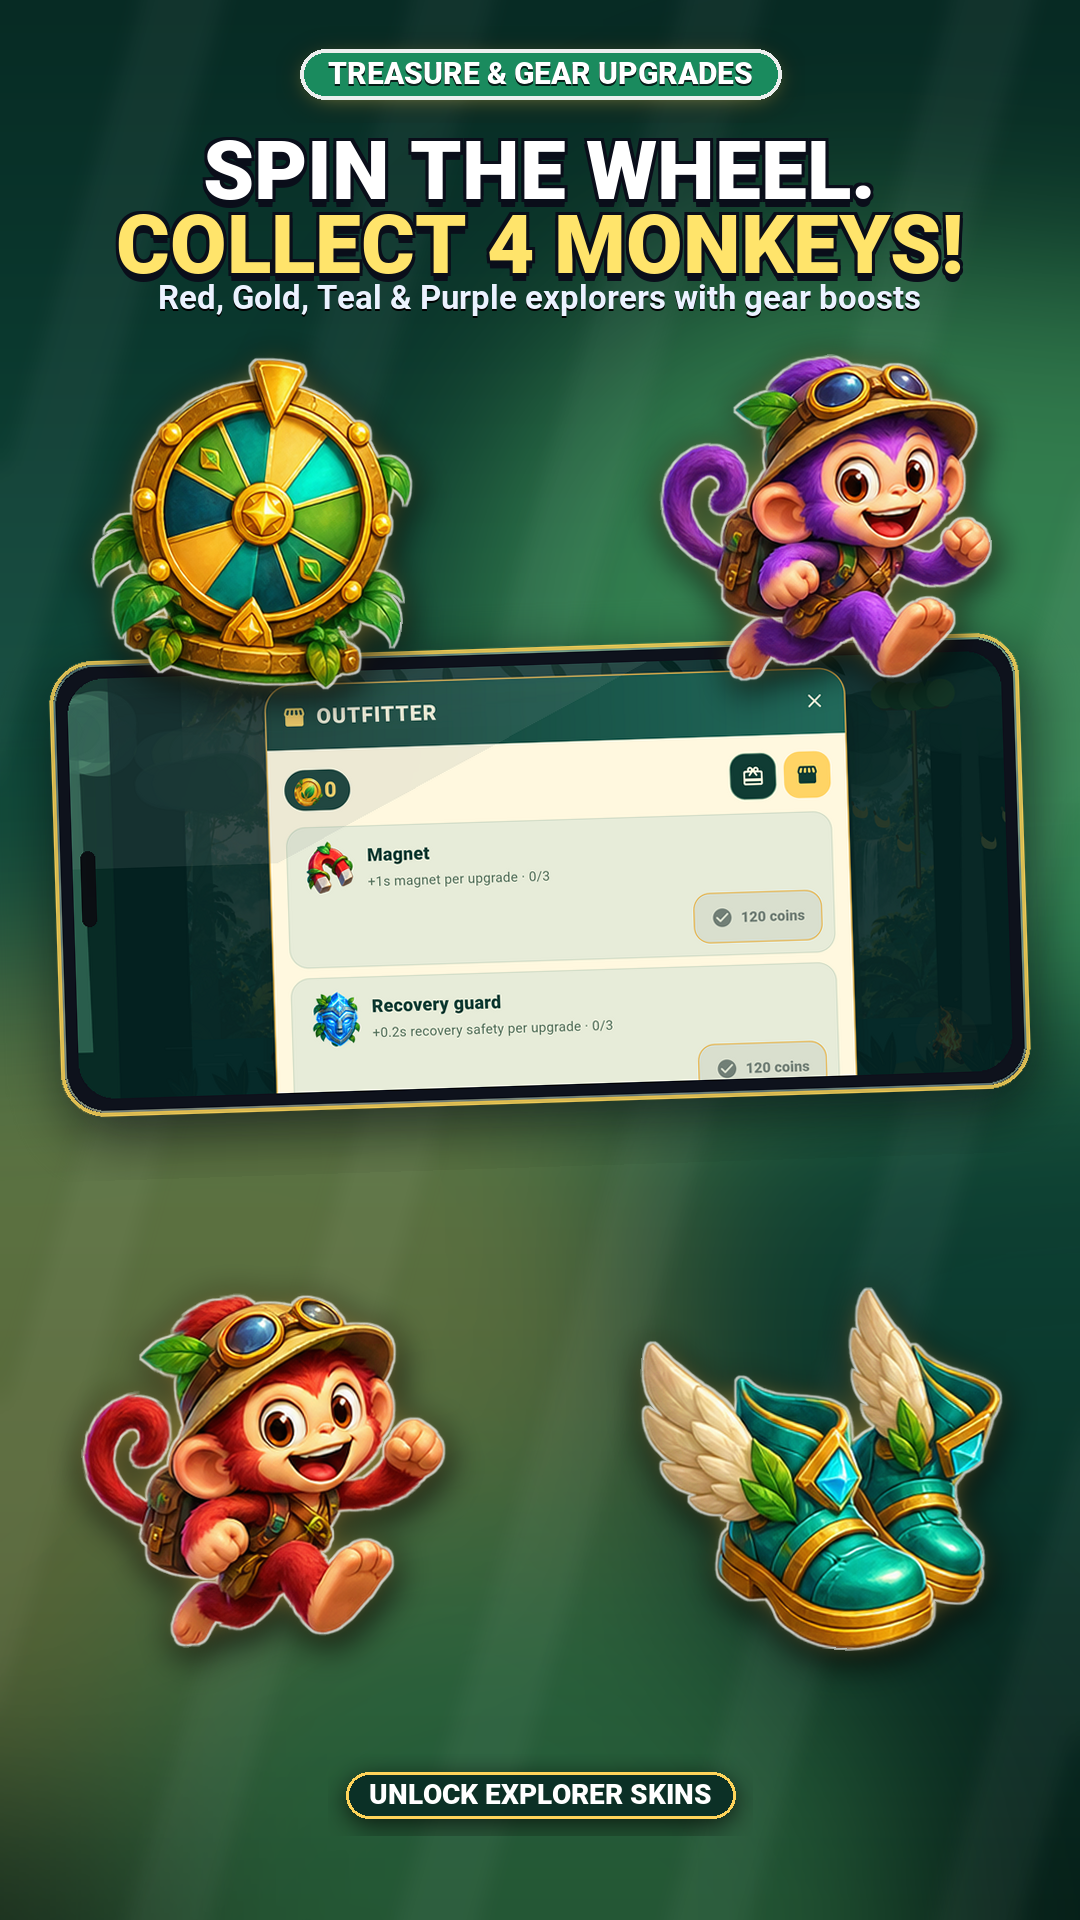 TREASURE & GEAR UPGRADES
SPIN THE WHEEL.
COLLECT 4 MONKEYS!
Red, Gold, Teal & Purple explorers with gear boosts
OUTFITTER
0
Magnet
+1s magnet per upgrade · 0/3
120 coins
Recovery guard
+0.2s recovery safety per upgrade · 0/3
120 coins
UNLOCK EXPLORER SKINS